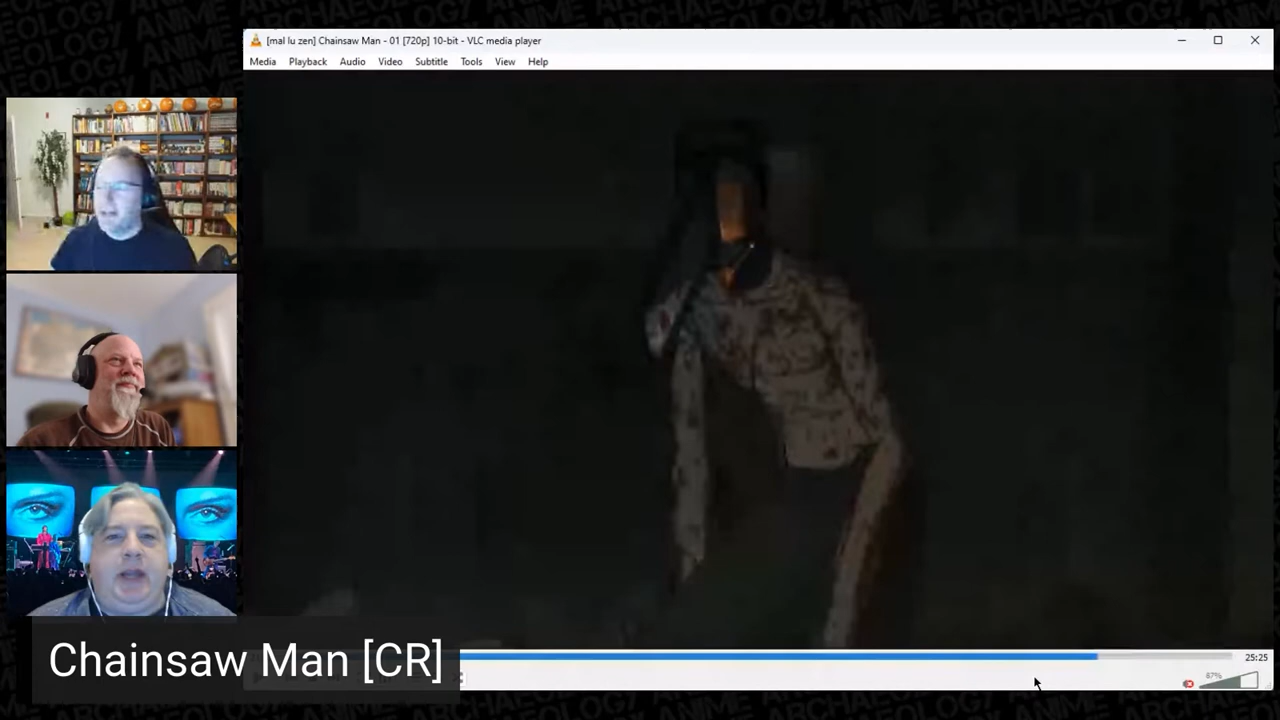 [mal lu zen] Chainsaw Man - 01 [720p] 10-bit - VLC media player
Media Playback Audio Video Subtitle Tools View Help
25:25
87%
Chainsaw Man [CR]